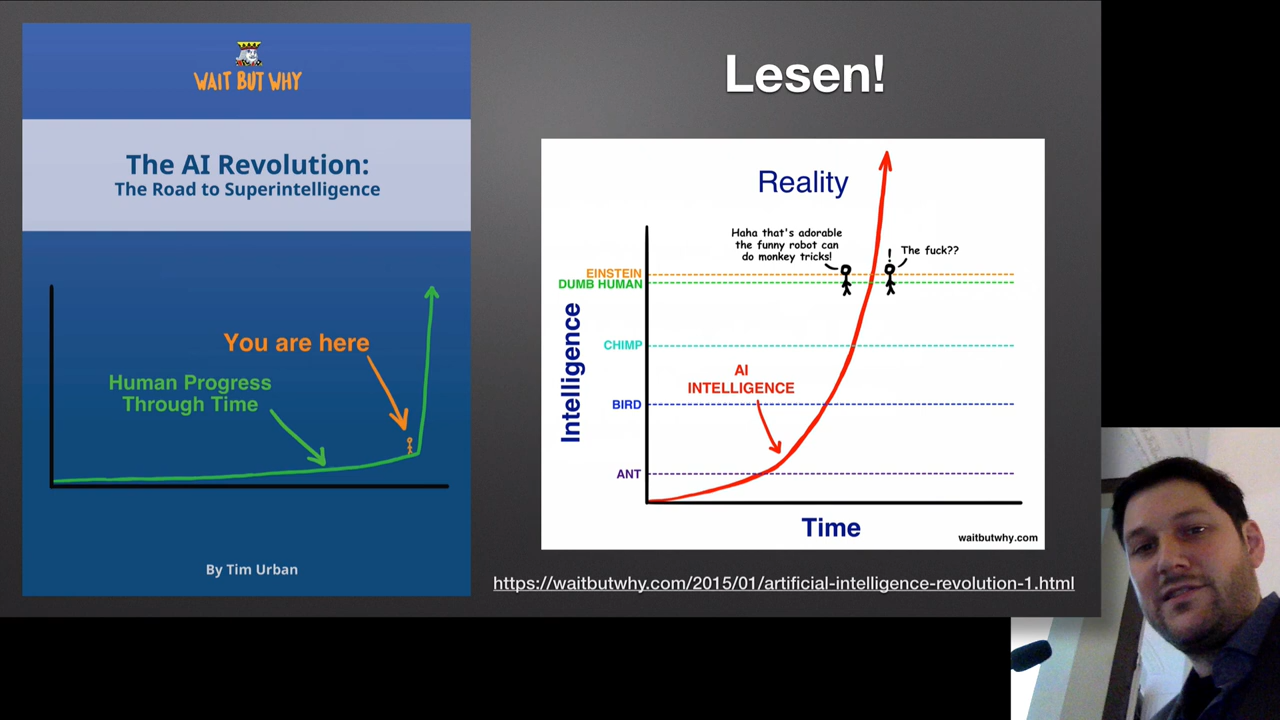 WAIT BUT WHY
The AI Revolution:
The Road to Superintelligence
You are here
Human Progress
Through Time
By Tim Urban
Lesen!
Reality
Haha that's adorable
the funny robot can
do monkey tricks!
!
The fuck??
EINSTEIN
DUMB HUMAN
CHIMP
AI
INTELLIGENCE
BIRD
ANT
Intelligence
Time
waitbutwhy.com
https://waitbutwhy.com/2015/01/artificial-intelligence-revolution-1.html